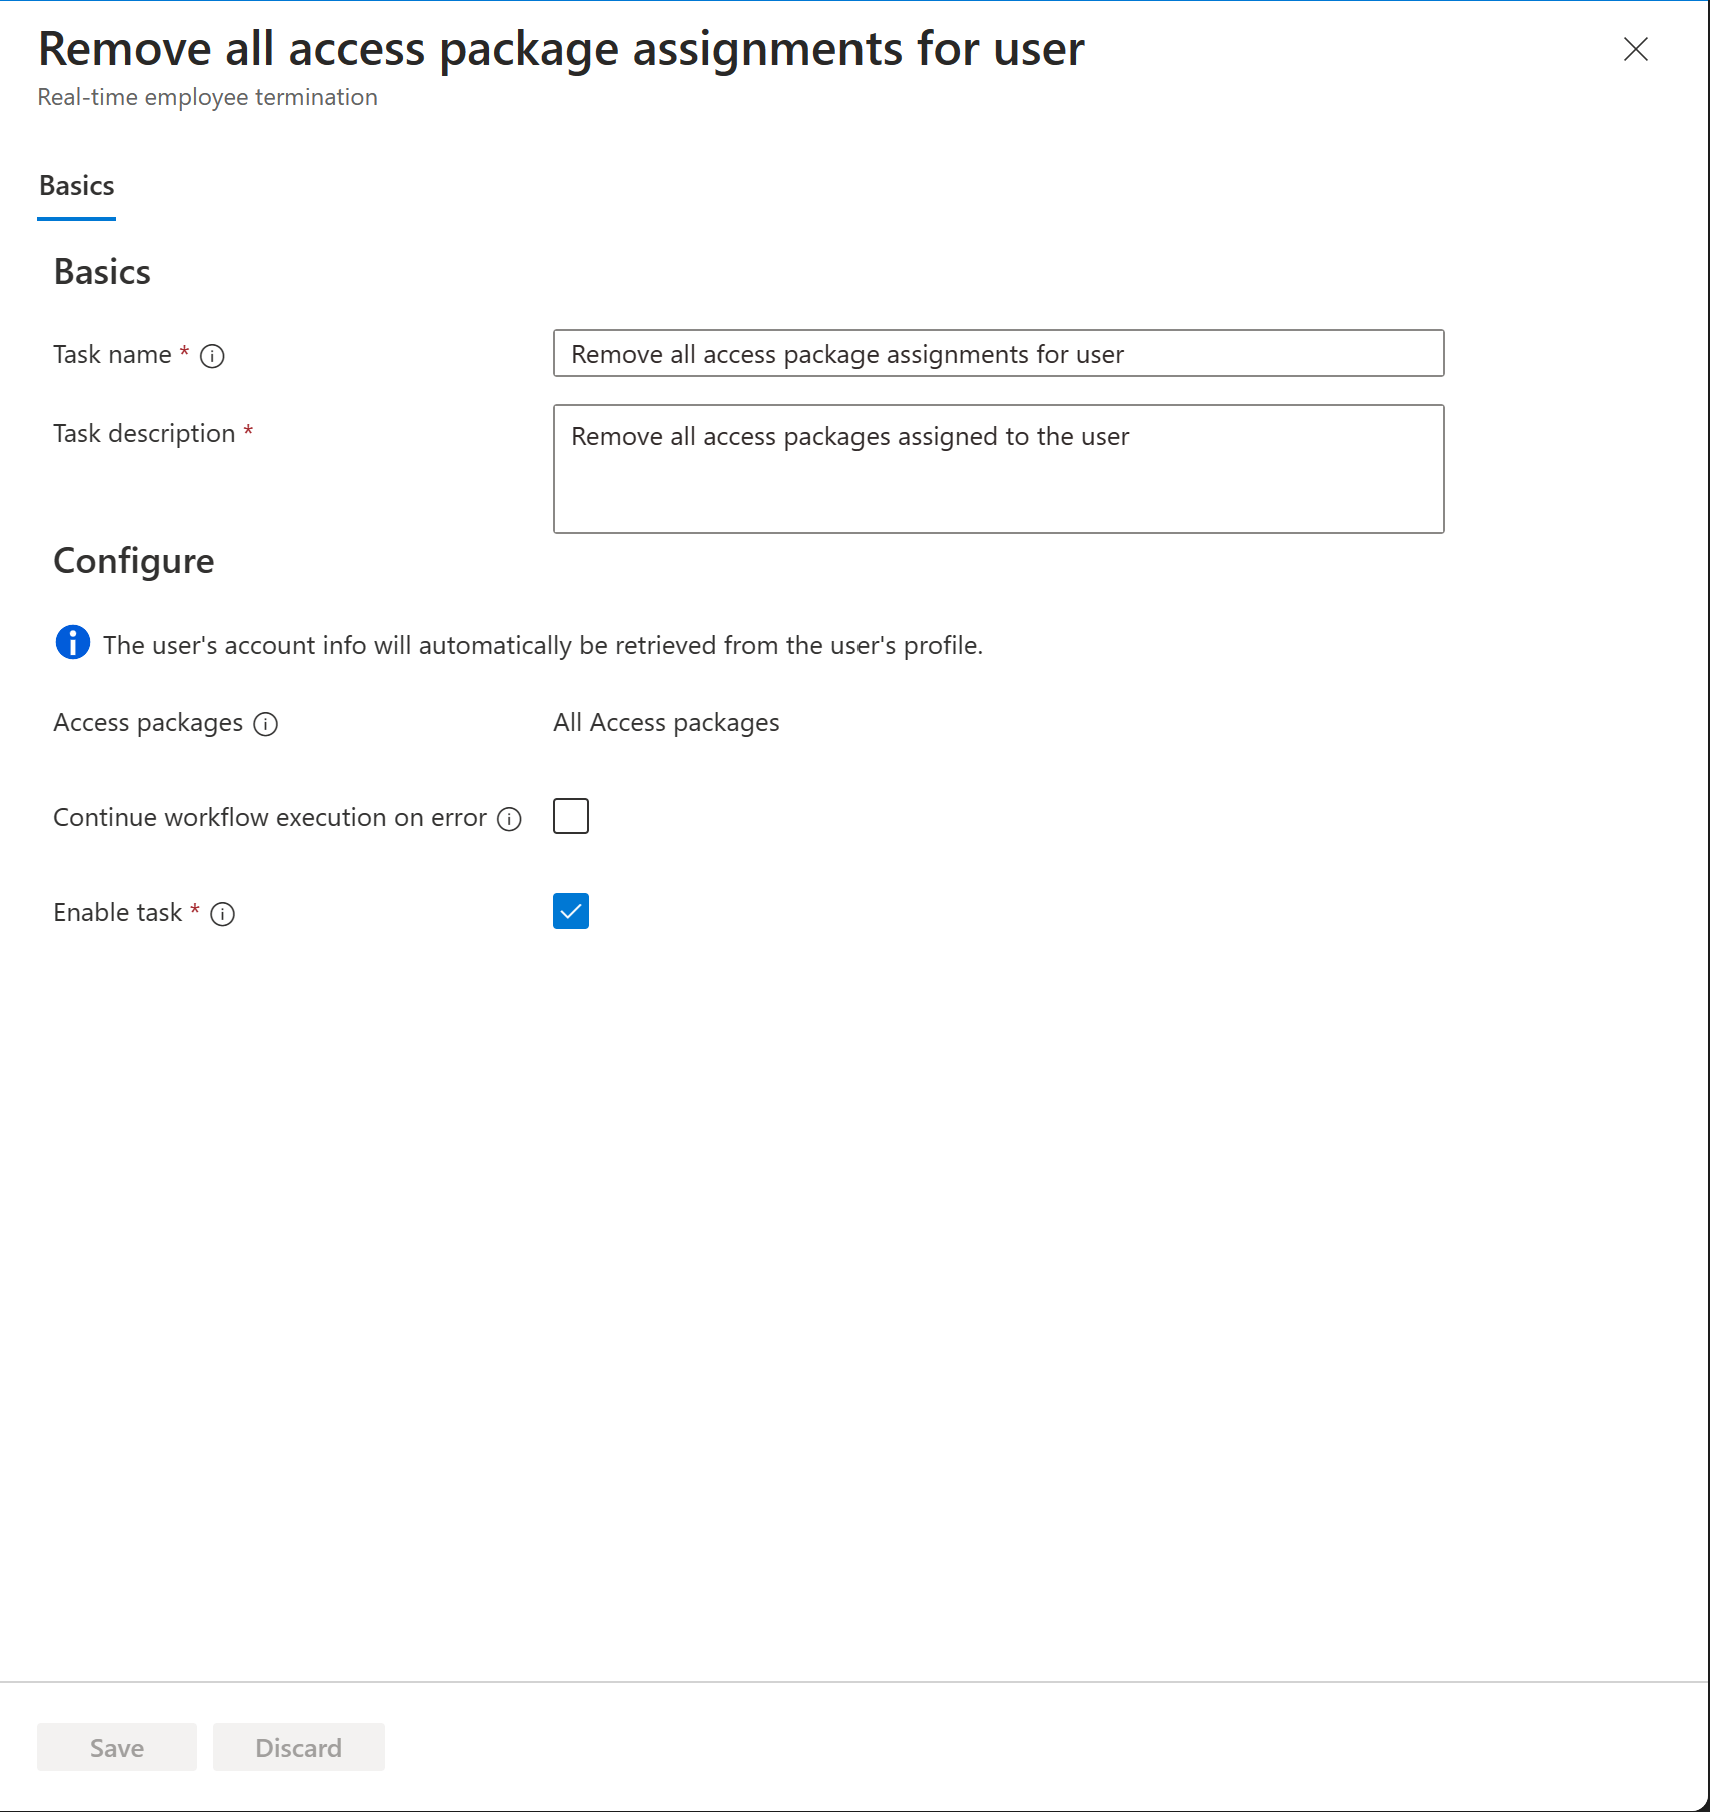 Remove all access package assignments for user
Real-time employee termination
Basics
Basics
Task name *
Remove all access package assignments for user
Task description *
Remove all access packages assigned to the user
Configure
The user's account info will automatically be retrieved from the user's profile.
Access packages
All Access packages
Continue workflow execution on error
Enable task *
Save
Discard